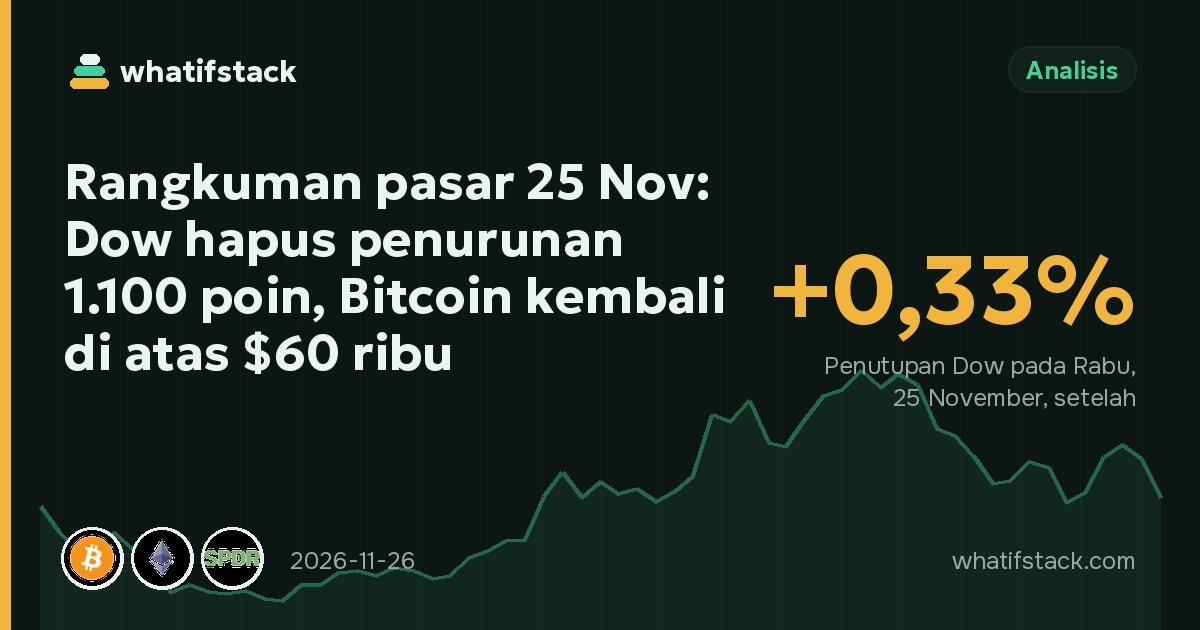 whatifstack
Analisis
Rangkuman pasar 25 Nov:
Dow hapus penurunan
1.100 poin, Bitcoin kembali
di atas $60 ribu
+0,33%
Penutupan Dow pada Rabu,
25 November, setelah
SPDR
2026-11-26
whatifstack.com